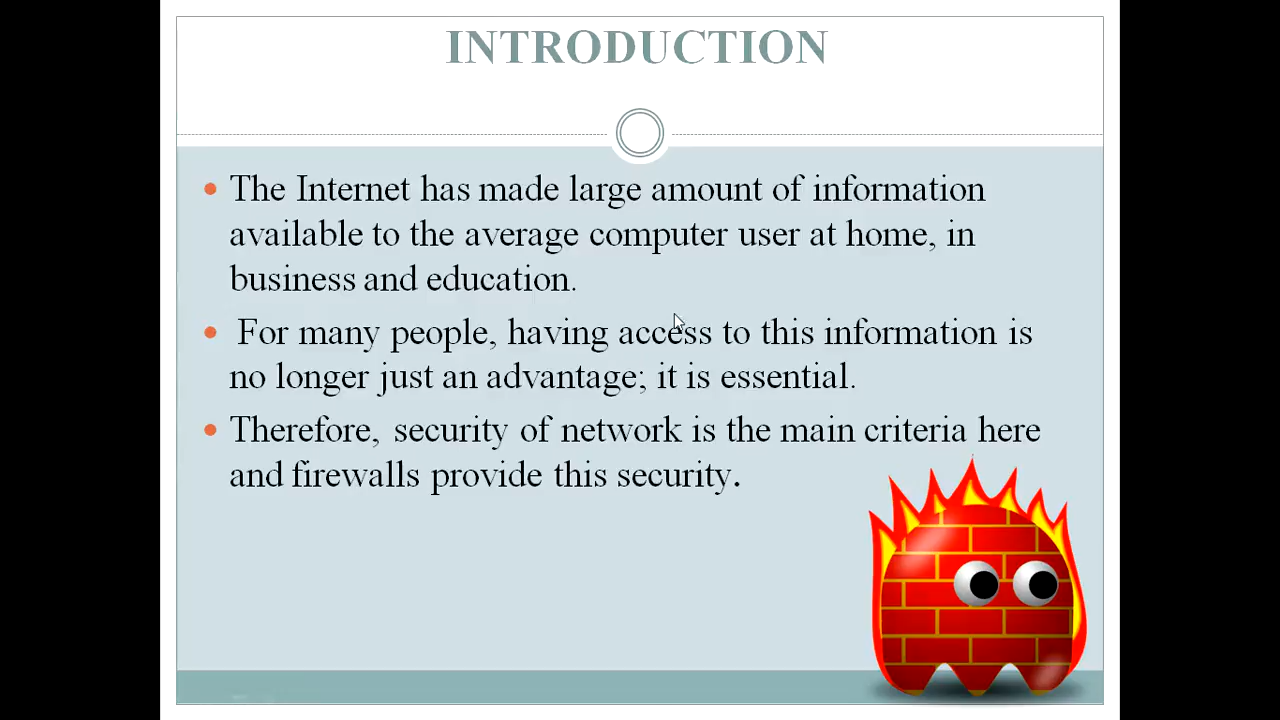 INTRODUCTION
• The Internet has made large amount of information
available to the average computer user at home, in
business and education.
• For many people, having access to this information is
no longer just an advantage; it is essential.
• Therefore, security of network is the main criteria here
and firewalls provide this security.